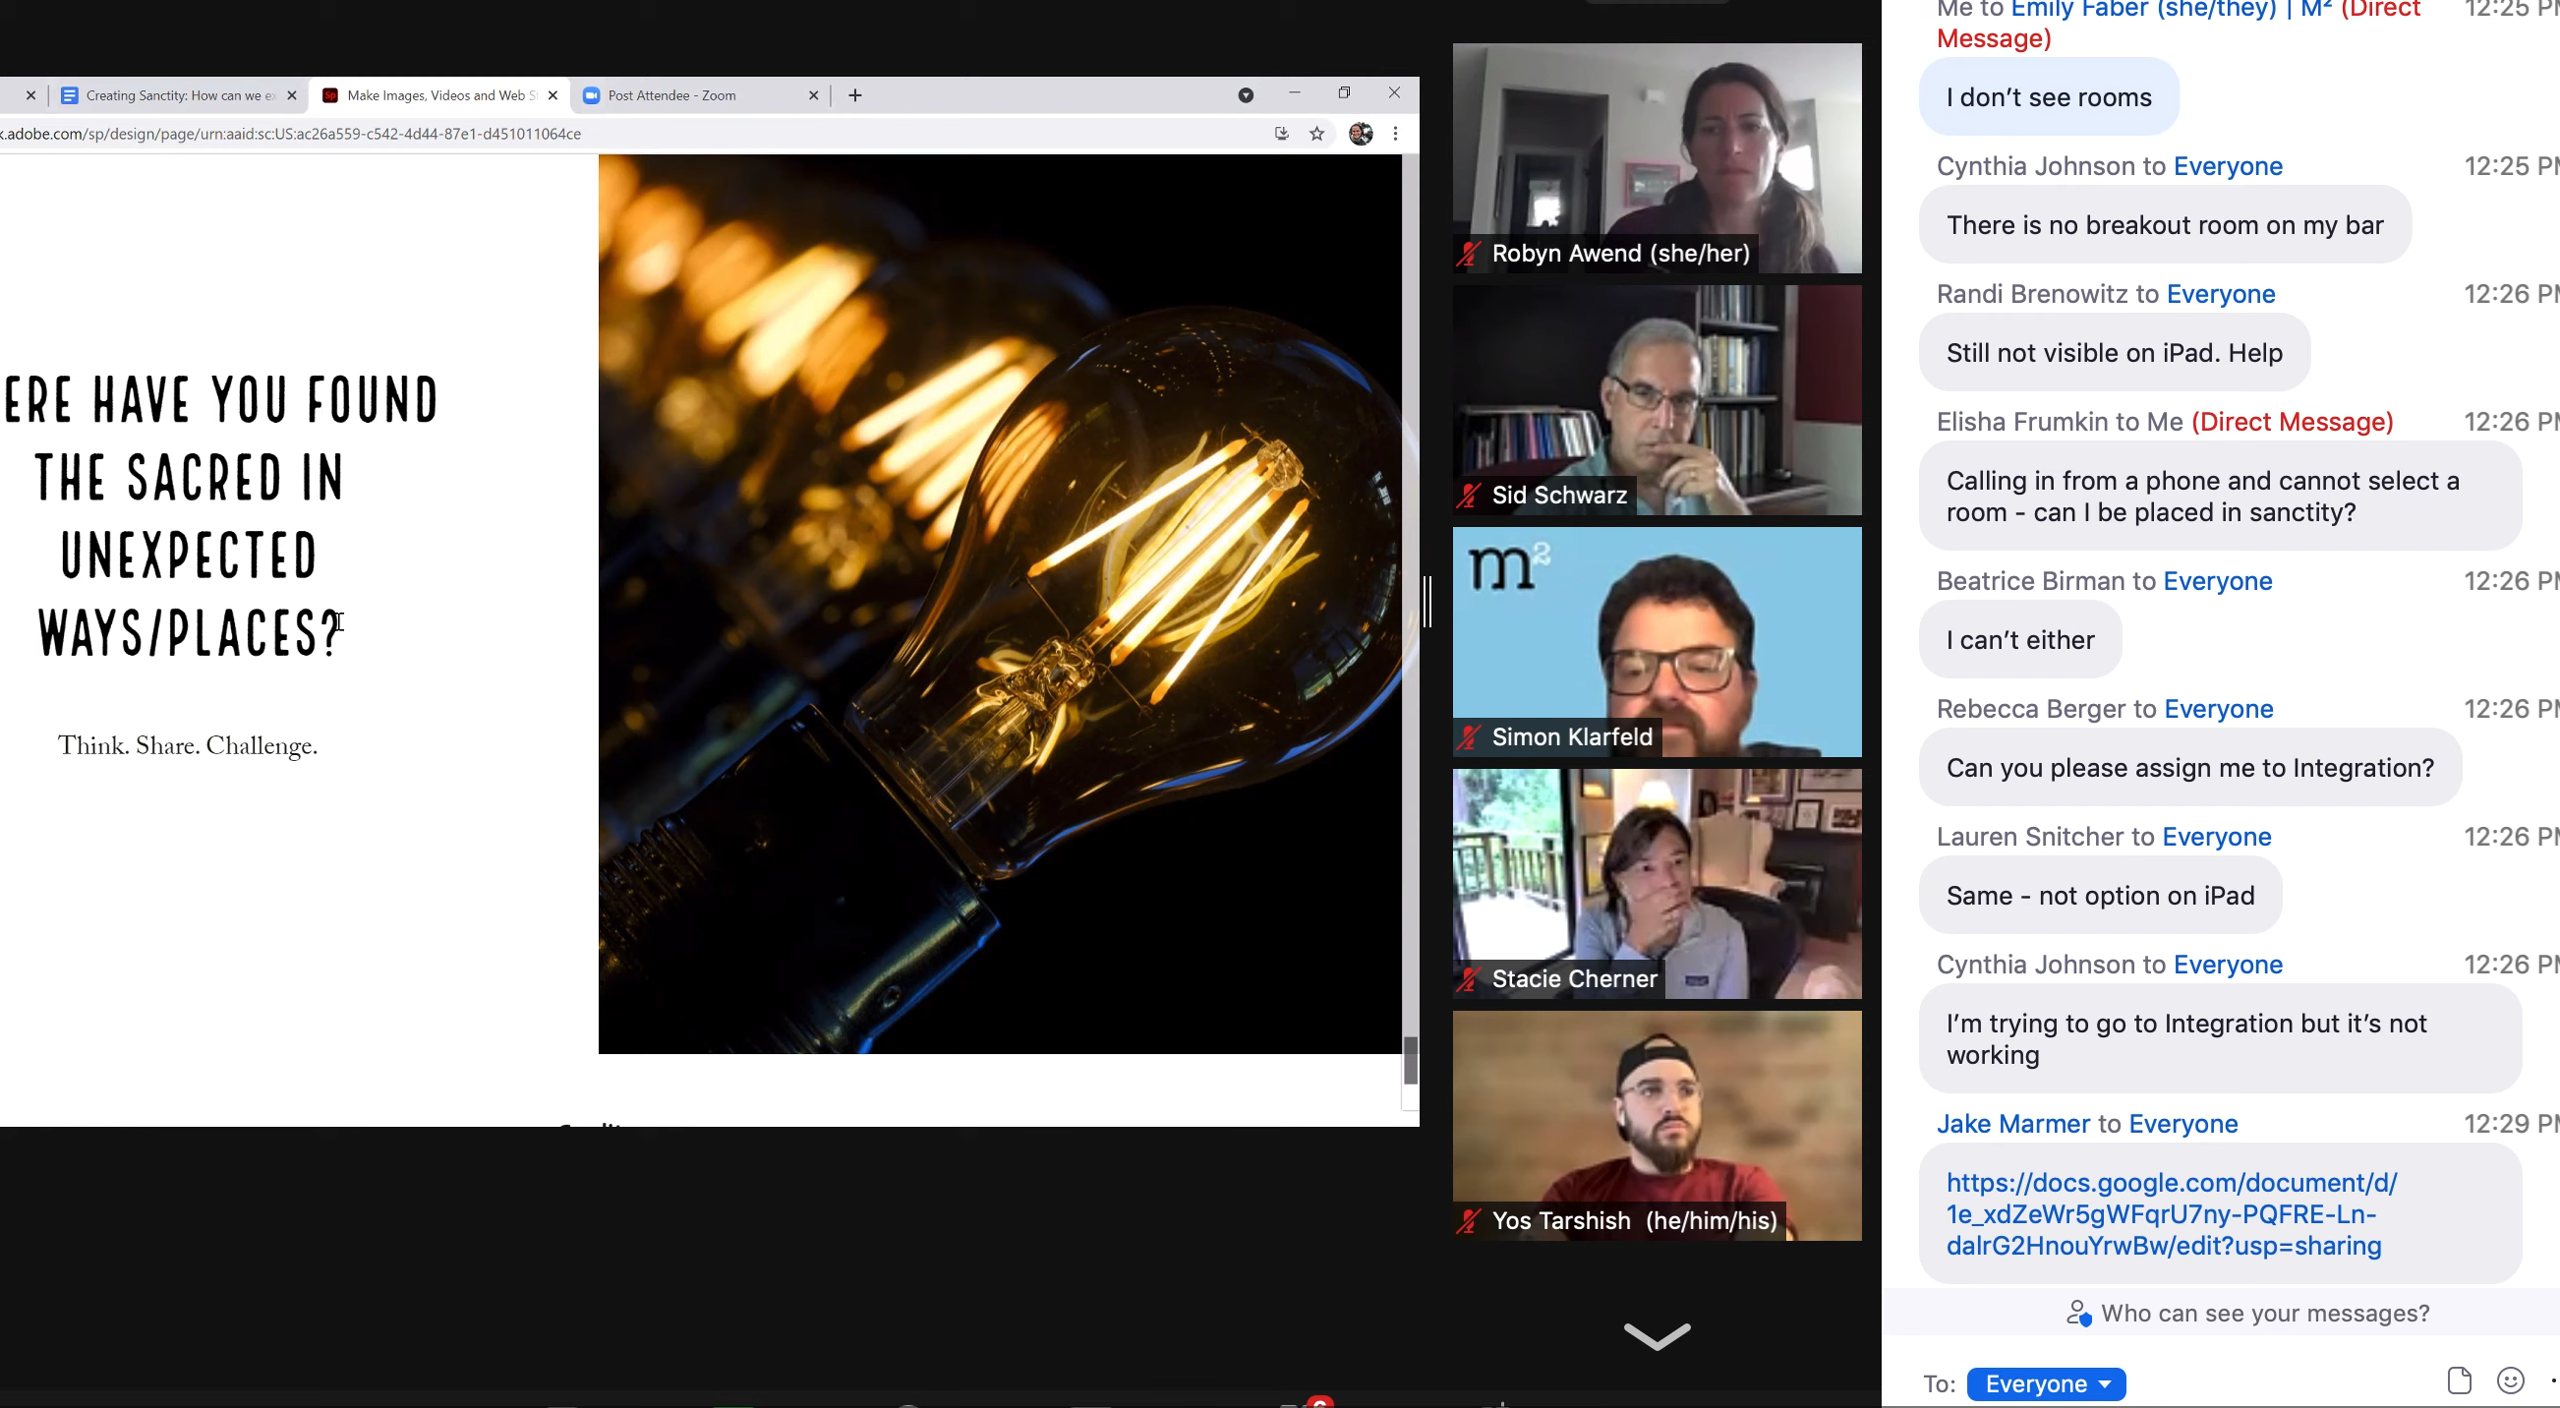 Creating Sanctity: How can we ex
Make Images, Videos and Web S
Post Attendee - Zoom
k.adobe.com/sp/design/page/urn:aaid:sc:US:ac26a559-c542-4d44-87e1-d451011064ce
ERE HAVE YOU FOUND
THE SACRED IN
UNEXPECTED
WAYS/PLACES?
Think. Share. Challenge.
Robyn Awend (she/her)
Sid Schwarz
m²
Simon Klarfeld
Stacie Cherner
Yos Tarshish (he/him/his)
Me to Emily Faber (she/they) | M² (Direct 12:25 PM
Message)
I don't see rooms
Cynthia Johnson to Everyone 12:25 PM
There is no breakout room on my bar
Randi Brenowitz to Everyone 12:26 PM
Still not visible on iPad. Help
Elisha Frumkin to Me (Direct Message) 12:26 PM
Calling in from a phone and cannot select a
room - can I be placed in sanctity?
Beatrice Birman to Everyone 12:26 PM
I can't either
Rebecca Berger to Everyone 12:26 PM
Can you please assign me to Integration?
Lauren Snitcher to Everyone 12:26 PM
Same - not option on iPad
Cynthia Johnson to Everyone 12:26 PM
I'm trying to go to Integration but it's not
working
Jake Marmer to Everyone 12:29 PM
https://docs.google.com/document/d/
1e_xdZeWr5gWFqrU7ny-PQFRE-Ln-
dalrG2HnouYrwBw/edit?usp=sharing
Who can see your messages?
To: Everyone